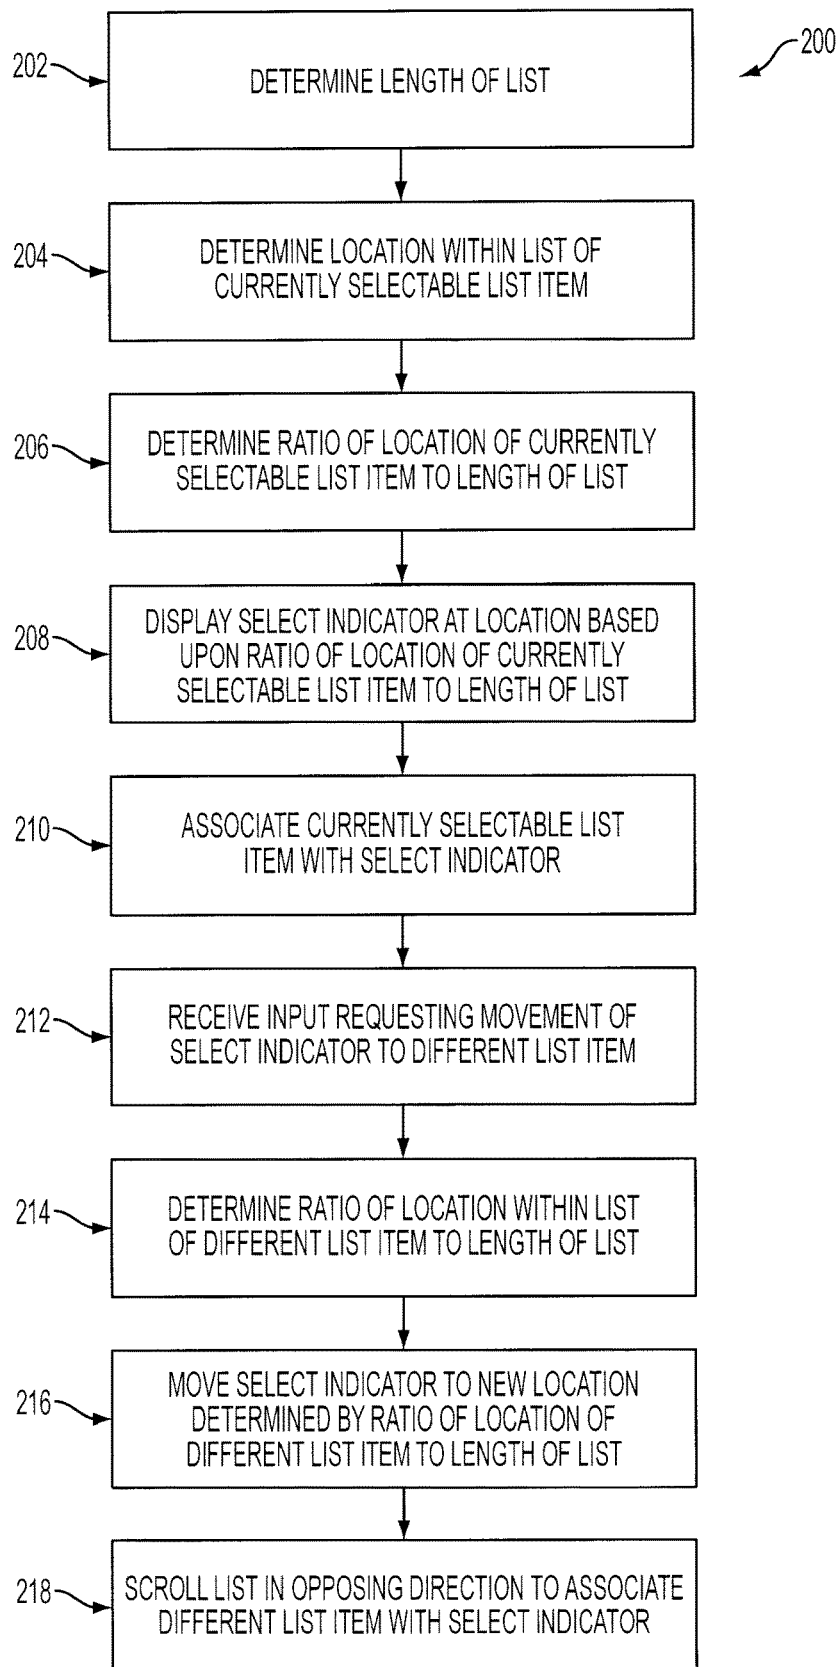 200
202
DETERMINE LENGTH OF LIST
204
DETERMINE LOCATION WITHIN LIST OF
CURRENTLY SELECTABLE LIST ITEM
206
DETERMINE RATIO OF LOCATION OF CURRENTLY
SELECTABLE LIST ITEM TO LENGTH OF LIST
208
DISPLAY SELECT INDICATOR AT LOCATION BASED
UPON RATIO OF LOCATION OF CURRENTLY
SELECTABLE LIST ITEM TO LENGTH OF LIST
210
ASSOCIATE CURRENTLY SELECTABLE LIST
ITEM WITH SELECT INDICATOR
212
RECEIVE INPUT REQUESTING MOVEMENT OF
SELECT INDICATOR TO DIFFERENT LIST ITEM
214
DETERMINE RATIO OF LOCATION WITHIN LIST
OF DIFFERENT LIST ITEM TO LENGTH OF LIST
216
MOVE SELECT INDICATOR TO NEW LOCATION
DETERMINED BY RATIO OF LOCATION OF
DIFFERENT LIST ITEM TO LENGTH OF LIST
218
SCROLL LIST IN OPPOSING DIRECTION TO ASSOCIATE
DIFFERENT LIST ITEM WITH SELECT INDICATOR